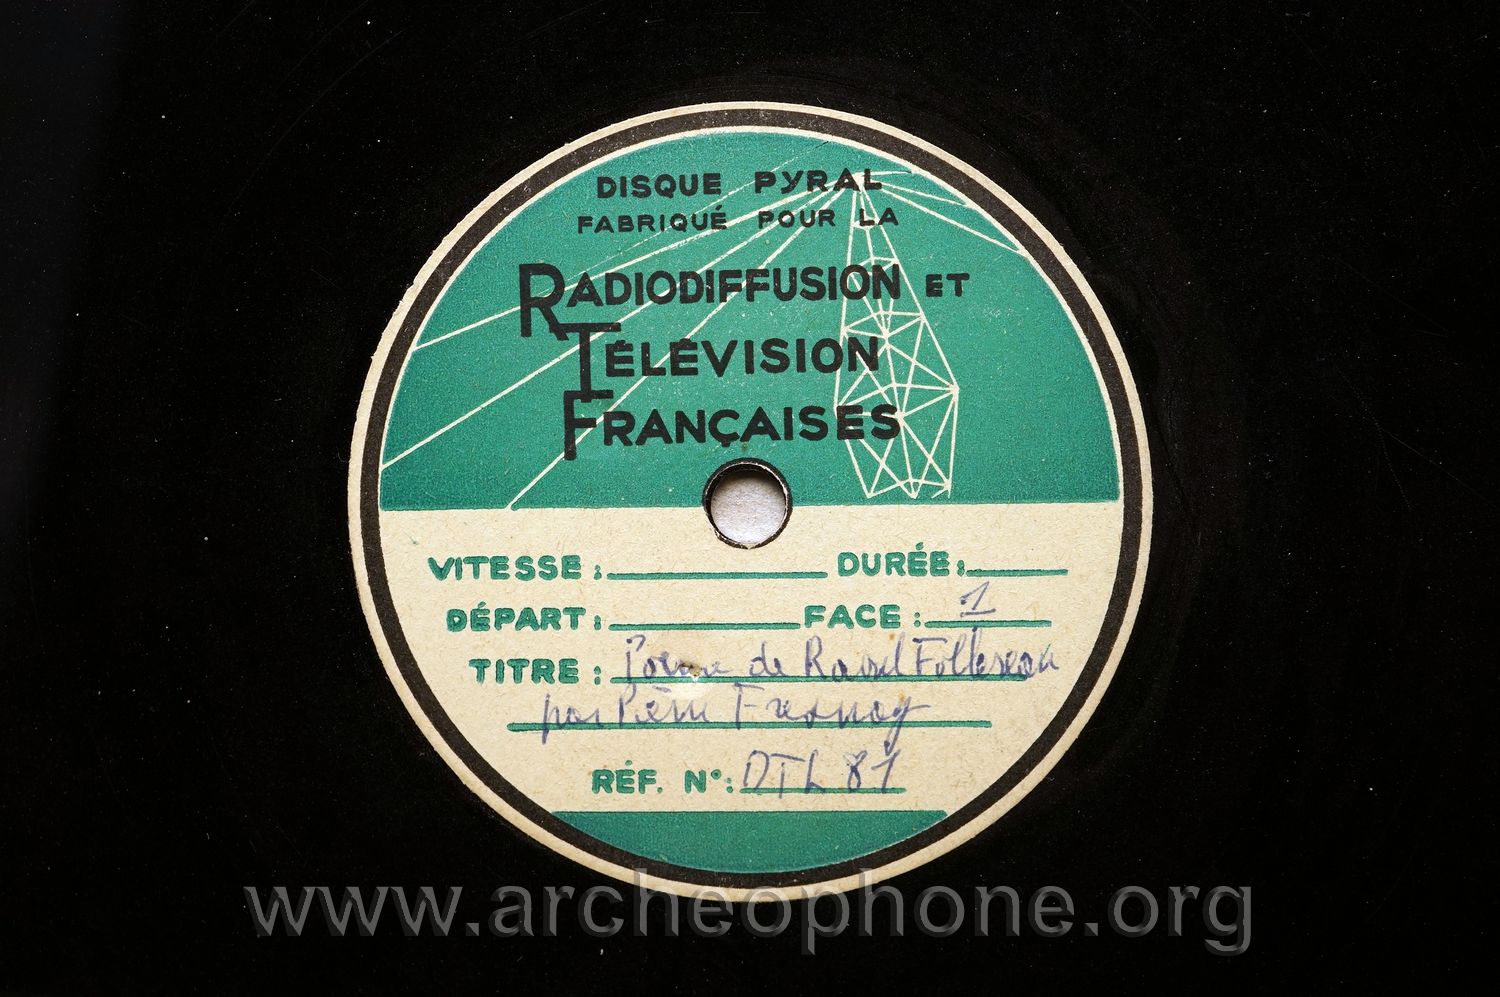 DISQUE PYRAL
FABRIQUÉ POUR LA
RADIODIFFUSION ET
TÉLÉVISION
FRANÇAISES
VITESSE : DURÉE :
DÉPART : FACE : 1
TITRE : Poème de Raoul Follereau
par Pierre Fresnay
RÉF. N° : DTL 81
www.archeophone.org